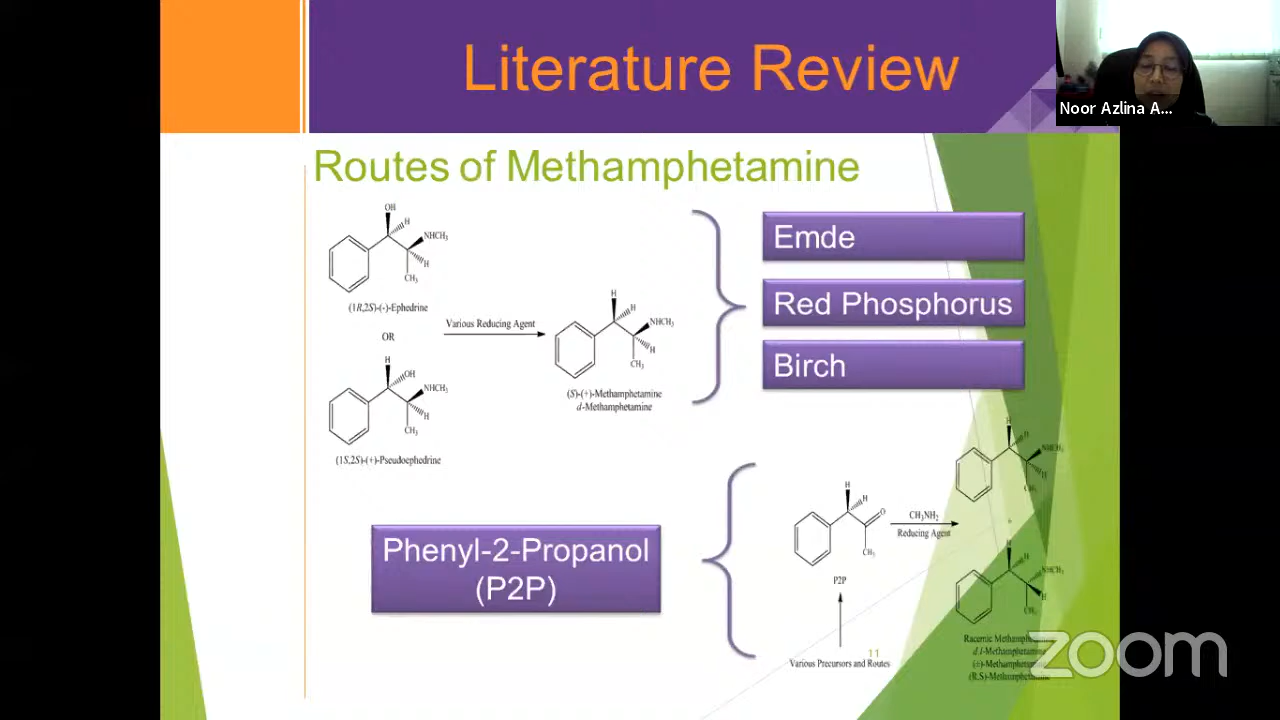 Literature Review
Noor Azlina A...
Routes of Methamphetamine
OH
H
NHCH3
H
CH3
(1R,2S)-(-)-Ephedrine
OR
H
OH
NHCH3
H
CH3
(1S,2S)-(+)-Pseudoephedrine
Various Reducing Agent
H
H
NHCH3
H
CH3
(S)-(+)-Methamphetamine
d-Methamphetamine
Emde
Red Phosphorus
Birch
Phenyl-2-Propanol
(P2P)
H
H
O
CH3
P2P
Various Precursors and Routes
CH3NH2
Reducing Agent
H
H
NHCH3
H
CH3
+
H
H
NHCH3
H
CH3
Racemic Methamphetamine
d,l-Methamphetamine
(±)-Methamphetamine
(R,S)-Methamphetamine
11
zoom